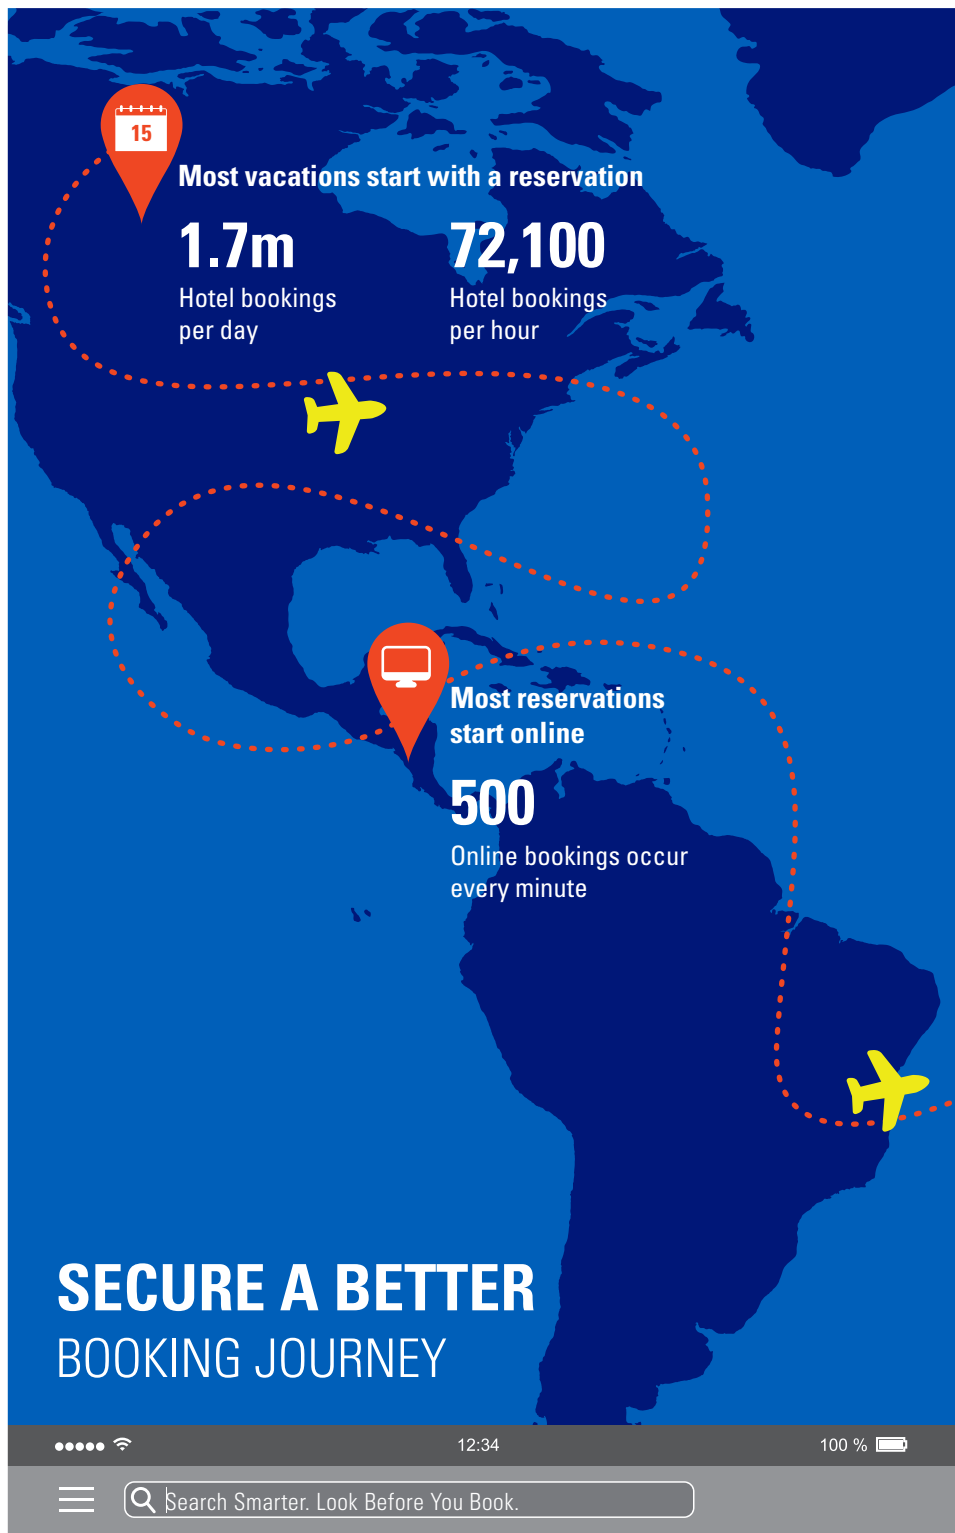 15
Most vacations start with a reservation
1.7m
Hotel bookings
per day
72,100
Hotel bookings
per hour
Most reservations
start online
500
Online bookings occur
every minute
SECURE A BETTER
BOOKING JOURNEY
12:34
100 %
Search Smarter. Look Before You Book.